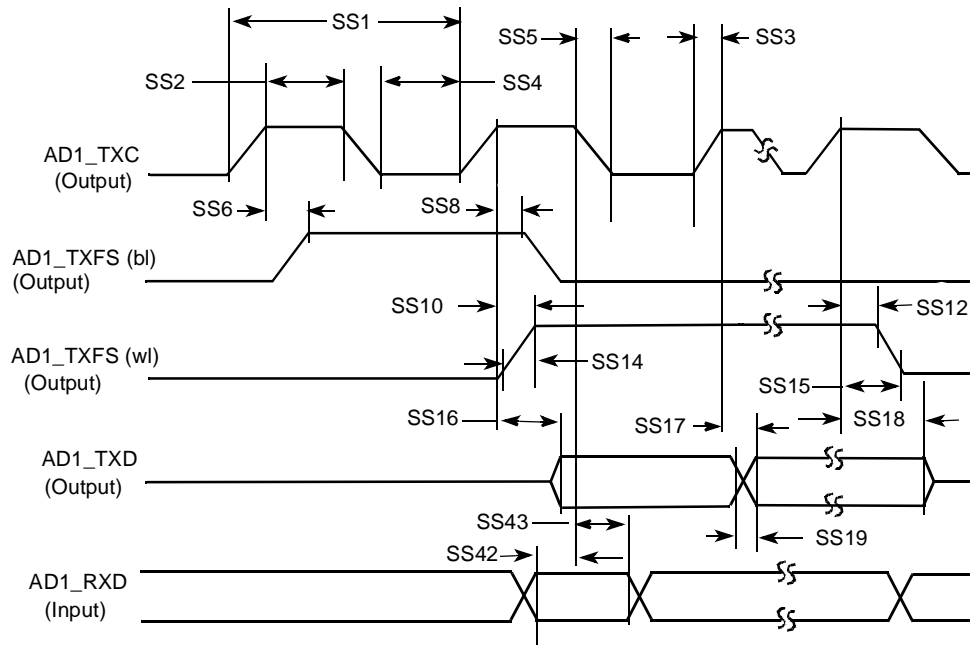 SS1
SS5
SS3
SS2
SS4
AD1_TXC
(Output)
SS6
SS8
AD1_TXFS (bl)
(Output)
SS10
SS12
AD1_TXFS (wl)
(Output)
SS14
SS15
SS16
SS17
SS18
AD1_TXD
(Output)
SS43
SS19
SS42
AD1_RXD
(Input)